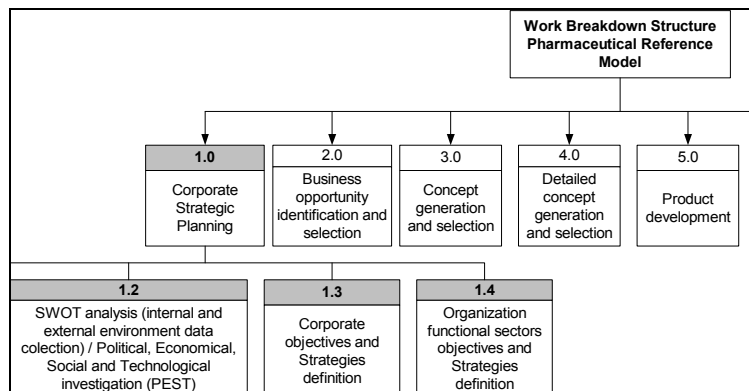 Work Breakdown Structure
Pharmaceutical Reference
Model
1.0
Corporate
Strategic
Planning
2.0
Business
opportunity
identification and
selection
3.0
Concept
generation
and selection
4.0
Detailed
concept
generation
and selection
5.0
Product
development
1.2
SWOT analysis (internal and
external environment data
colection) / Political, Economical,
Social and Technological
investigation (PEST)
1.3
Corporate
objectives and
Strategies
definition
1.4
Organization
functional sectors
objectives and
Strategies
definition